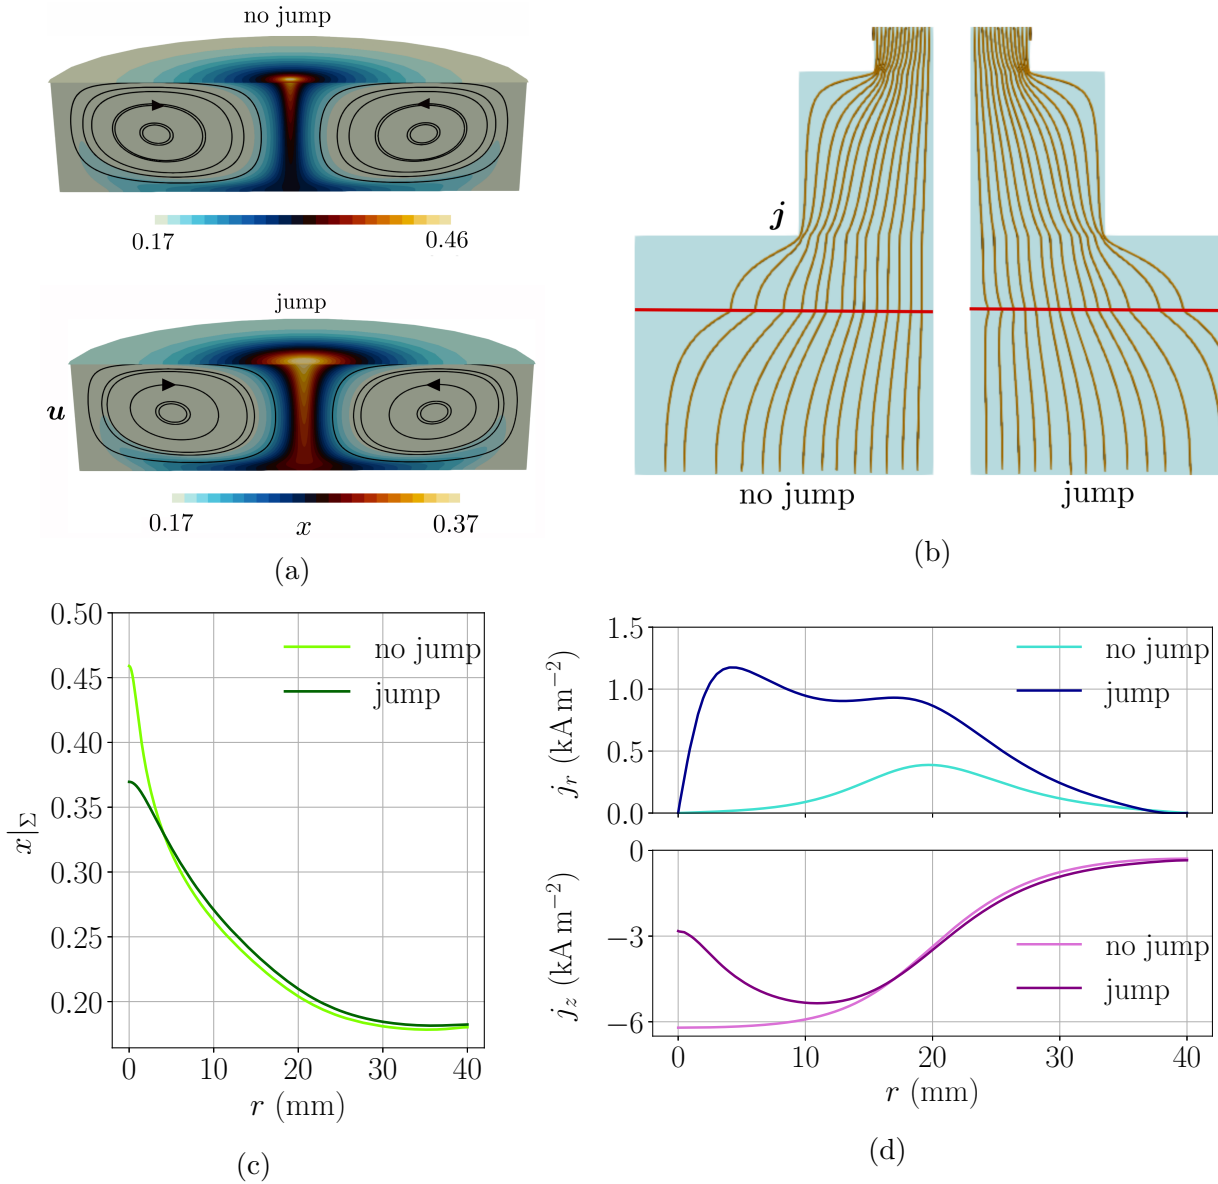 no jump
0.17 0.46
jump
u
0.17 x 0.37
(a)
j
no jump jump
(b)
0.50
0.45
0.40
0.35
0.30
0.25
0.20
x|Σ
no jump
jump
0 10 20 30 40
r (mm)
(c)
1.5
1.0
0.5
0.0
j_r (kA m⁻²)
no jump
jump
0
−3
−6
j_z (kA m⁻²)
no jump
jump
0 10 20 30 40
r (mm)
(d)